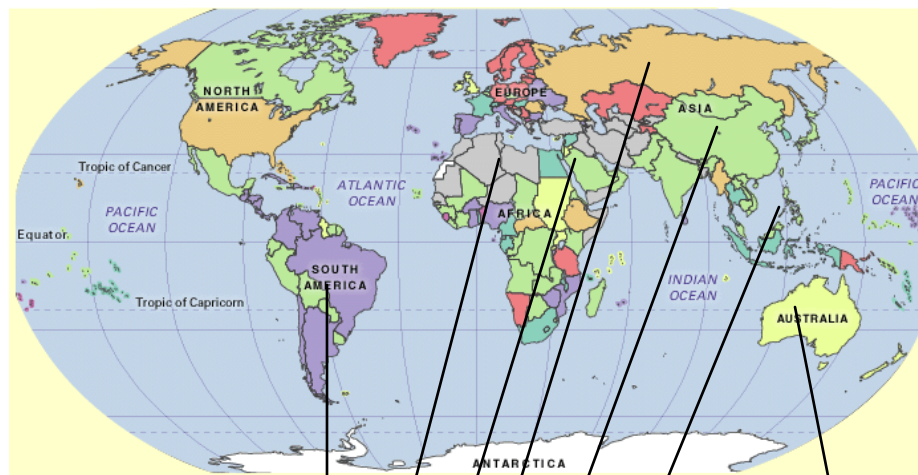 NORTH
AMERICA
EUROPE
ASIA
Tropic of Cancer
ATLANTIC
OCEAN
PACIFIC
OCEAN
PACIFIC
OCEAN
AFRICA
Equator
SOUTH
AMERICA
INDIAN
OCEAN
Tropic of Capricorn
AUSTRALIA
ANTARCTICA